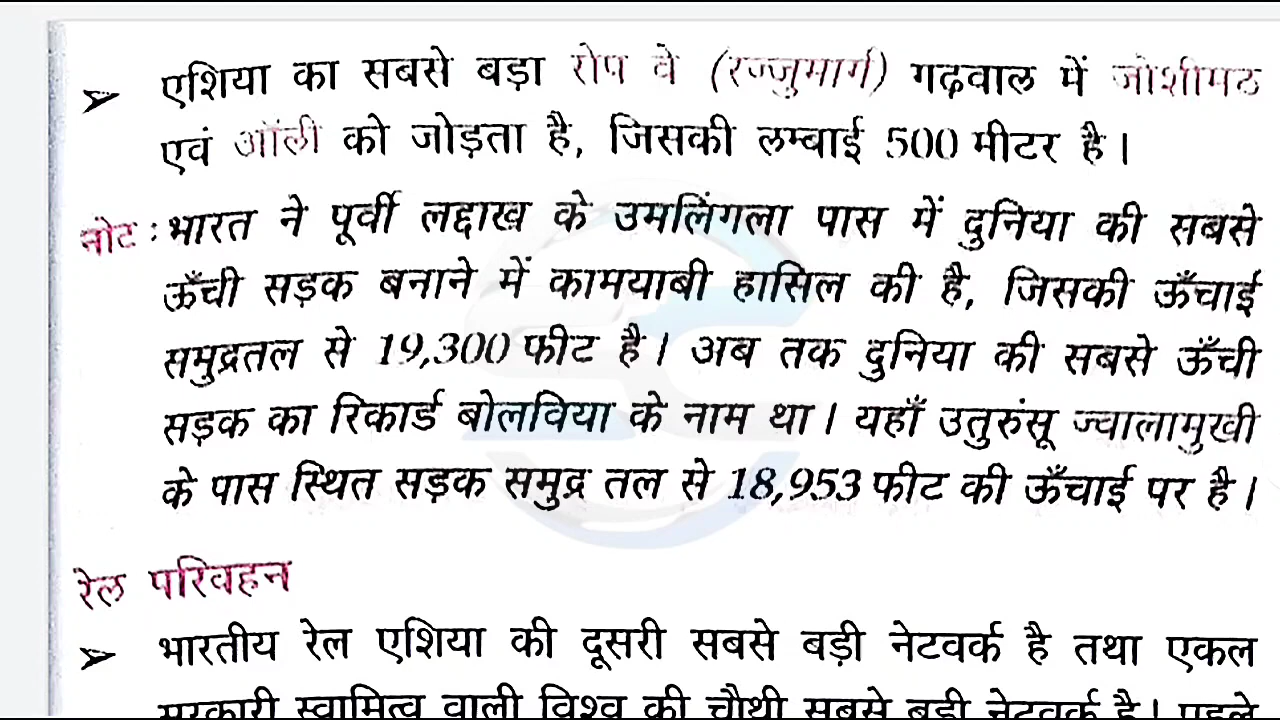 ➢ एशिया का सबसे बड़ा रोप वे (रज्जुमार्ग) गढ़वाल में जोशीमठ
एवं औली को जोड़ता है, जिसकी लम्बाई 500 मीटर है।
नोट : भारत ने पूर्वी लद्दाख के उमलिंगला पास में दुनिया की सबसे
ऊँची सड़क बनाने में कामयाबी हासिल की है, जिसकी ऊँचाई
समुद्रतल से 19,300 फीट है। अब तक दुनिया की सबसे ऊँची
सड़क का रिकार्ड बोलविया के नाम था। यहाँ उतुरुंसू ज्वालामुखी
के पास स्थित सड़क समुद्र तल से 18,953 फीट की ऊँचाई पर है।
रेल परिवहन
➢ भारतीय रेल एशिया की दूसरी सबसे बड़ी नेटवर्क है तथा एकल
सरकारी स्वामित्व वाली विश्व की चौथी सबसे बड़ी नेटवर्क है। पहले